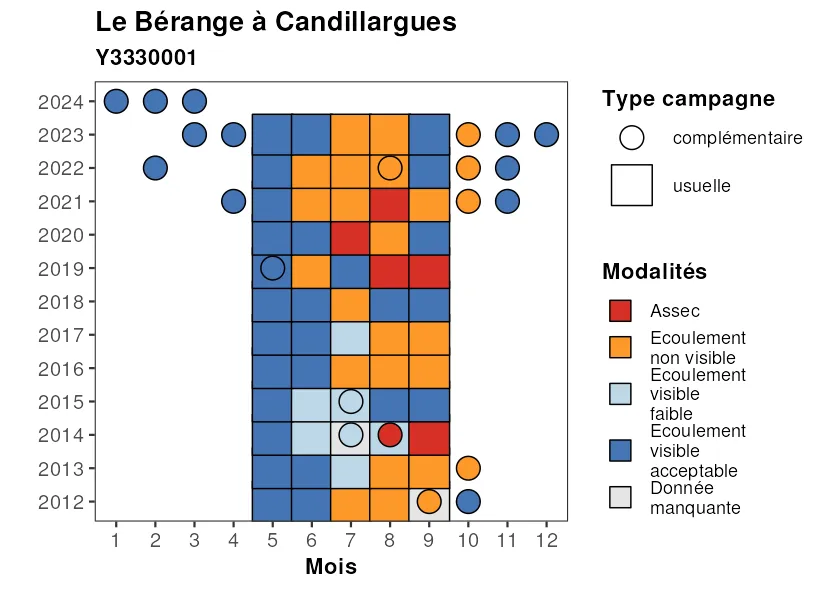 Le Bérange à Candillargues
Y3330001
2024
2023
2022
2021
2020
2019
2018
2017
2016
2015
2014
2013
2012
1 2 3 4 5 6 7 8 9 10 11 12
Mois
Type campagne
complémentaire
usuelle
Modalités
Assec
Ecoulement
non visible
Ecoulement
visible
faible
Ecoulement
visible
acceptable
Donnée
manquante